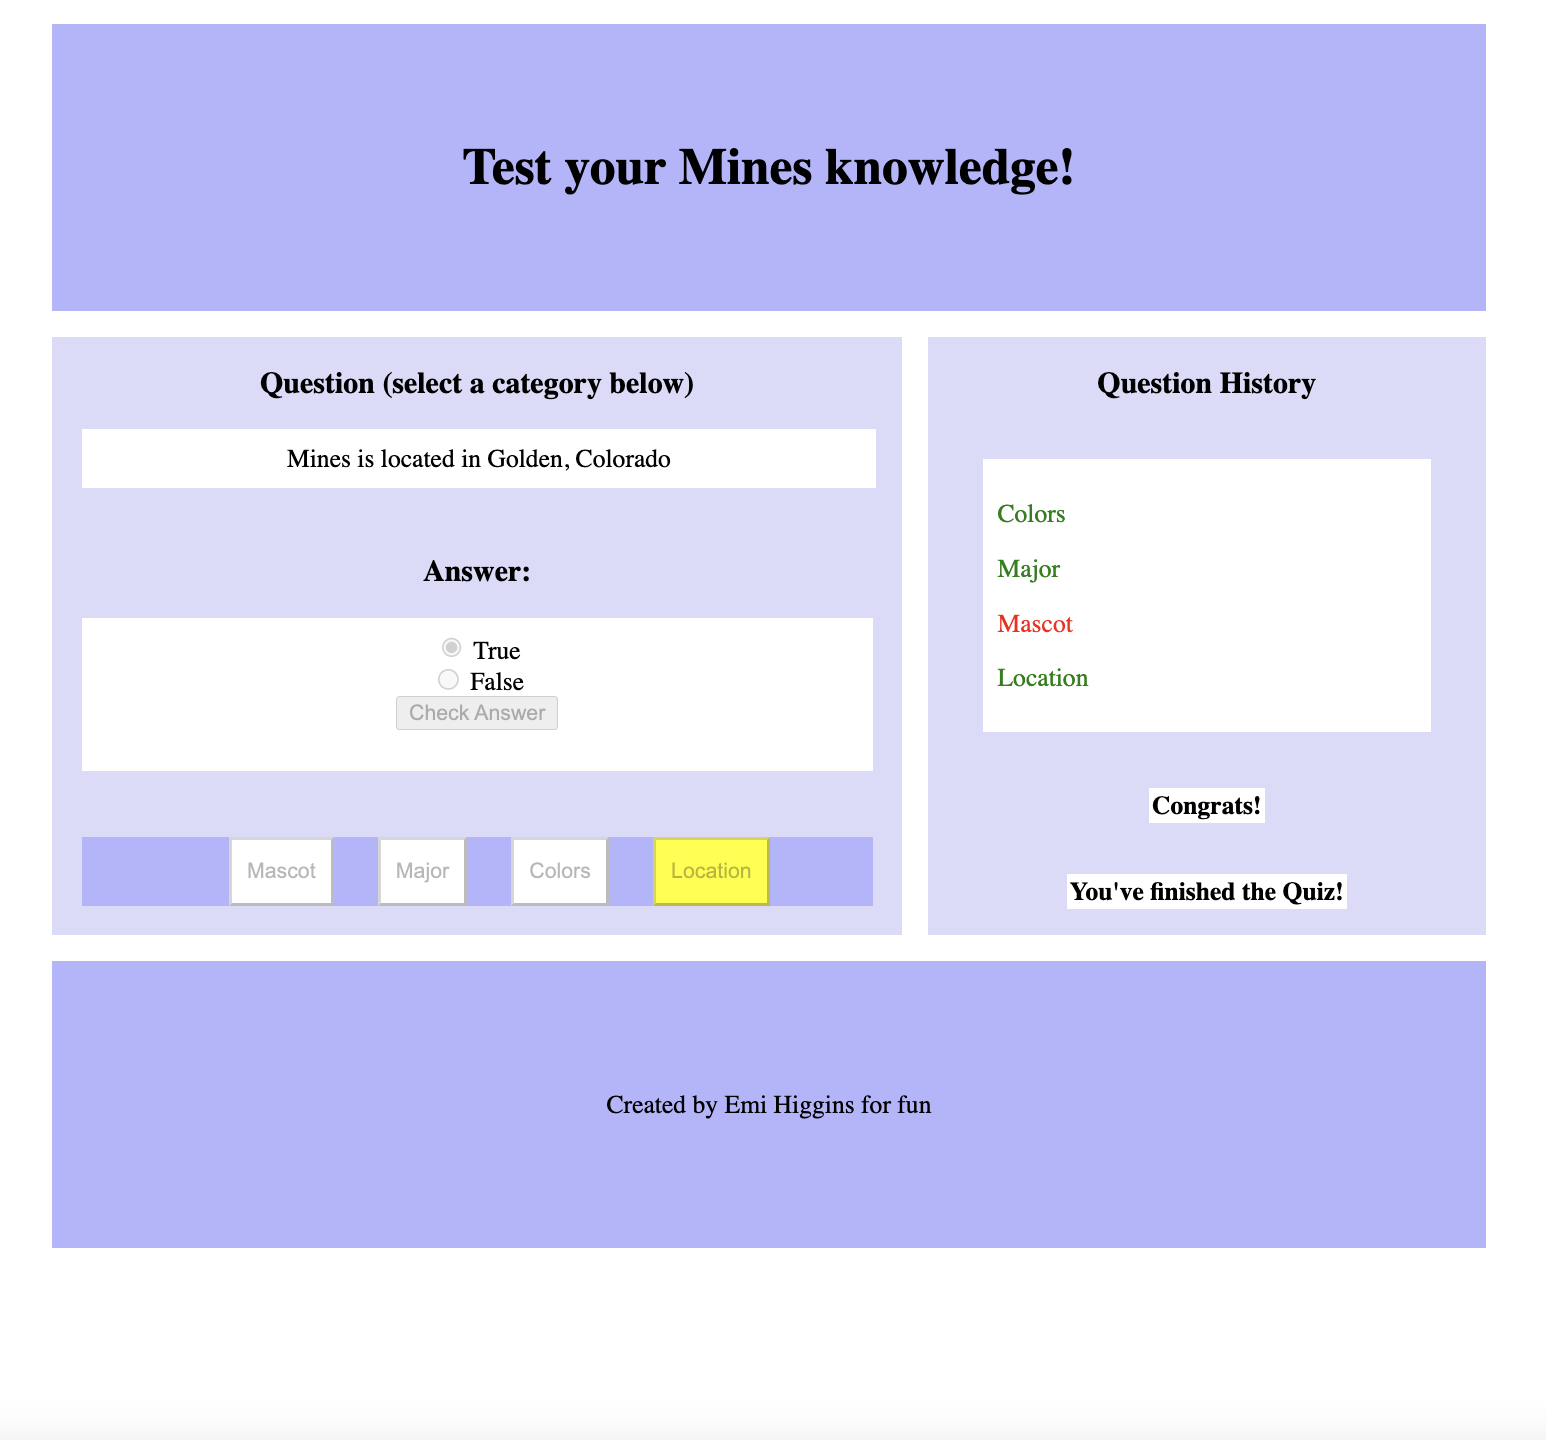 Test your Mines knowledge!
Question (select a category below)
Mines is located in Golden, Colorado
Answer:
True
False
Check Answer
Mascot Major Colors Location
Question History
Colors
Major
Mascot
Location
Congrats!
You've finished the Quiz!
Created by Emi Higgins for fun